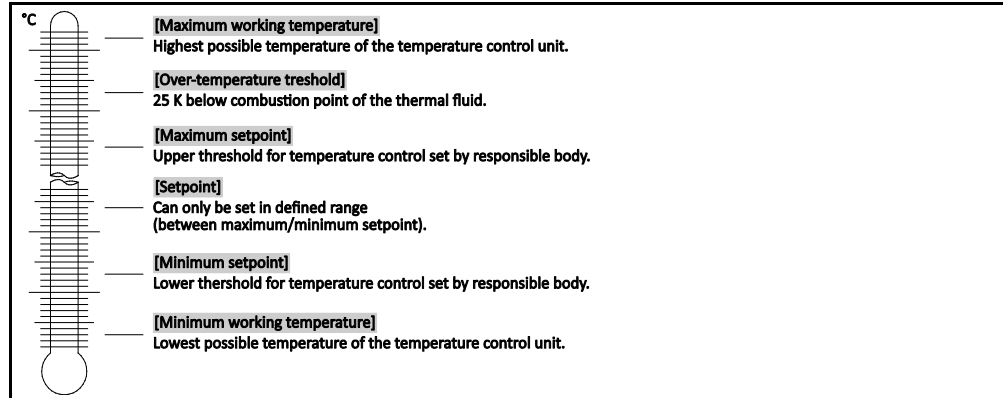 °C
[Maximum working temperature]
Highest possible temperature of the temperature control unit.
[Over-temperature treshold]
25 K below combustion point of the thermal fluid.
[Maximum setpoint]
Upper threshold for temperature control set by responsible body.
[Setpoint]
Can only be set in defined range
(between maximum/minimum setpoint).
[Minimum setpoint]
Lower thershold for temperature control set by responsible body.
[Minimum working temperature]
Lowest possible temperature of the temperature control unit.